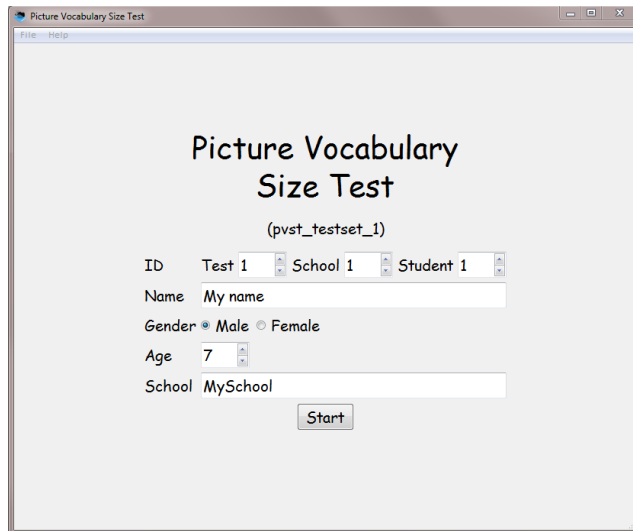 Picture Vocabulary Size Test
File Help
Picture Vocabulary
Size Test
(pvst_testset_1)
ID Test 1 School 1 Student 1
Name My name
Gender Male Female
Age 7
School MySchool
Start